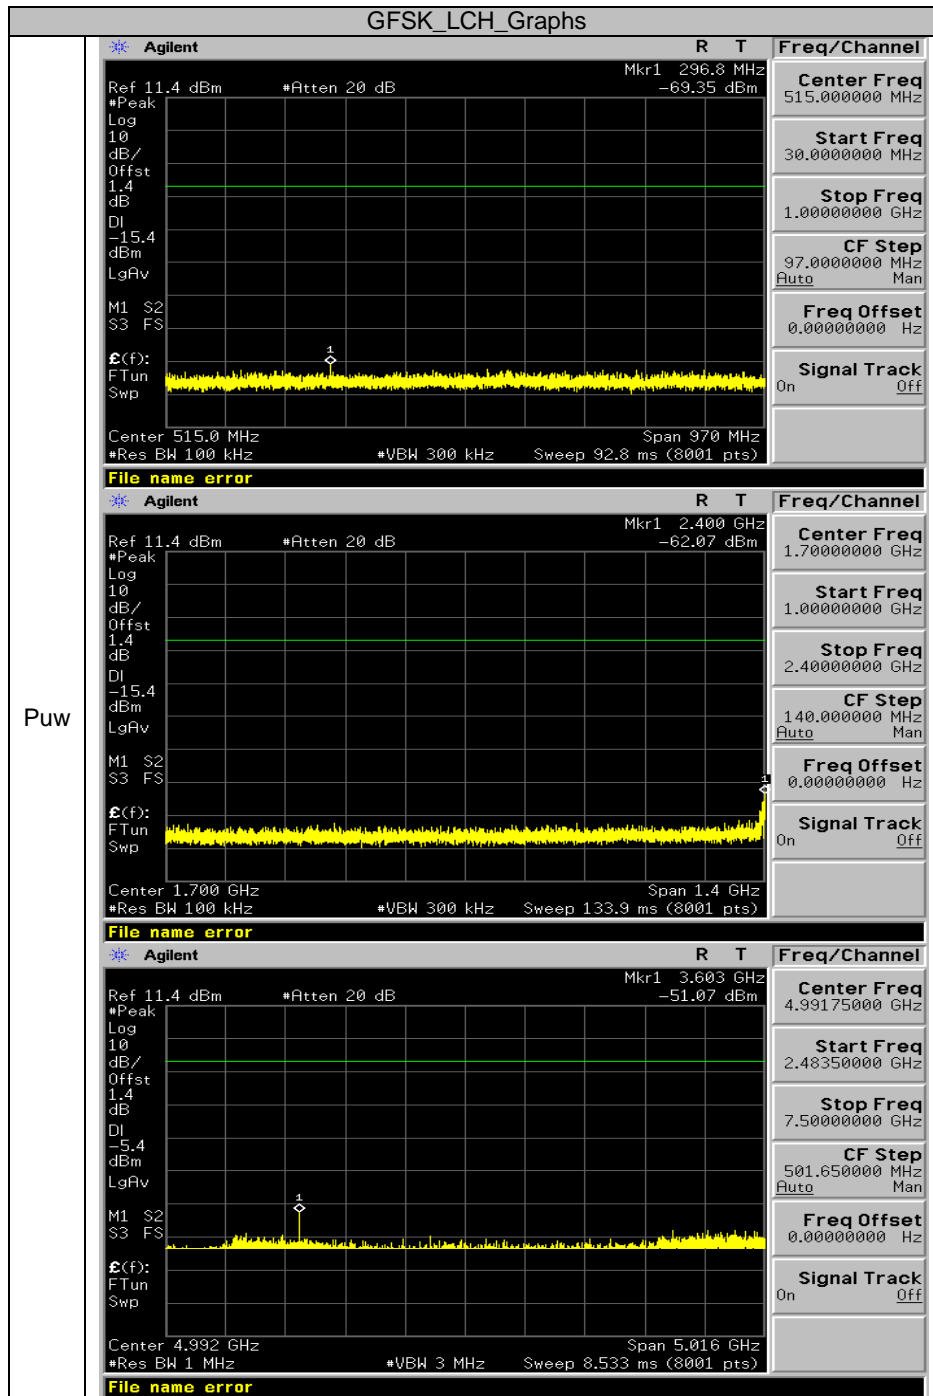 GFSK_LCH_Graphs
Puw
Agilent R T Freq/Channel
Mkr1 296.8 MHz
Ref 11.4 dBm #Atten 20 dB -69.35 dBm
#Peak
Log
10
dB/
Offst
1.4
dB
DI
-15.4
dBm
LgAv
M1 S2
S3 FS
£(f):
FTun
Swp
1
Center 515.0 MHz Span 970 MHz
#Res BW 100 kHz #VBW 300 kHz Sweep 92.8 ms (8001 pts)
File name error
Center Freq
515.000000 MHz
Start Freq
30.0000000 MHz
Stop Freq
1.00000000 GHz
CF Step
97.0000000 MHz
Auto Man
Freq Offset
0.00000000 Hz
Signal Track
On Off
Agilent R T Freq/Channel
Mkr1 2.400 GHz
Ref 11.4 dBm #Atten 20 dB -62.07 dBm
#Peak
Log
10
dB/
Offst
1.4
dB
DI
-15.4
dBm
LgAv
M1 S2
S3 FS
£(f):
FTun
Swp
1
Center 1.700 GHz Span 1.4 GHz
#Res BW 100 kHz #VBW 300 kHz Sweep 133.9 ms (8001 pts)
File name error
Center Freq
1.70000000 GHz
Start Freq
1.00000000 GHz
Stop Freq
2.40000000 GHz
CF Step
140.000000 MHz
Auto Man
Freq Offset
0.00000000 Hz
Signal Track
On Off
Agilent R T Freq/Channel
Mkr1 3.603 GHz
Ref 11.4 dBm #Atten 20 dB -51.07 dBm
#Peak
Log
10
dB/
Offst
1.4
dB
DI
-5.4
dBm
LgAv
M1 S2
S3 FS
£(f):
FTun
Swp
1
Center 4.992 GHz Span 5.016 GHz
#Res BW 1 MHz #VBW 3 MHz Sweep 8.533 ms (8001 pts)
File name error
Center Freq
4.99175000 GHz
Start Freq
2.48350000 GHz
Stop Freq
7.50000000 GHz
CF Step
501.650000 MHz
Auto Man
Freq Offset
0.00000000 Hz
Signal Track
On Off